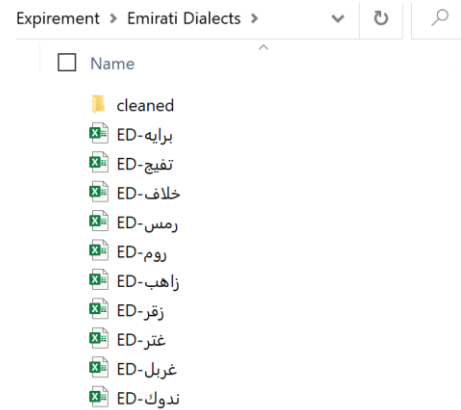 Expirement > Emirati Dialects >
Name
cleaned
ED-برايه
ED-تفيج
ED-خلاف
ED-رمس
ED-روم
ED-زاهب
ED-زقر
ED-غتر
ED-غربل
ED-ندوك